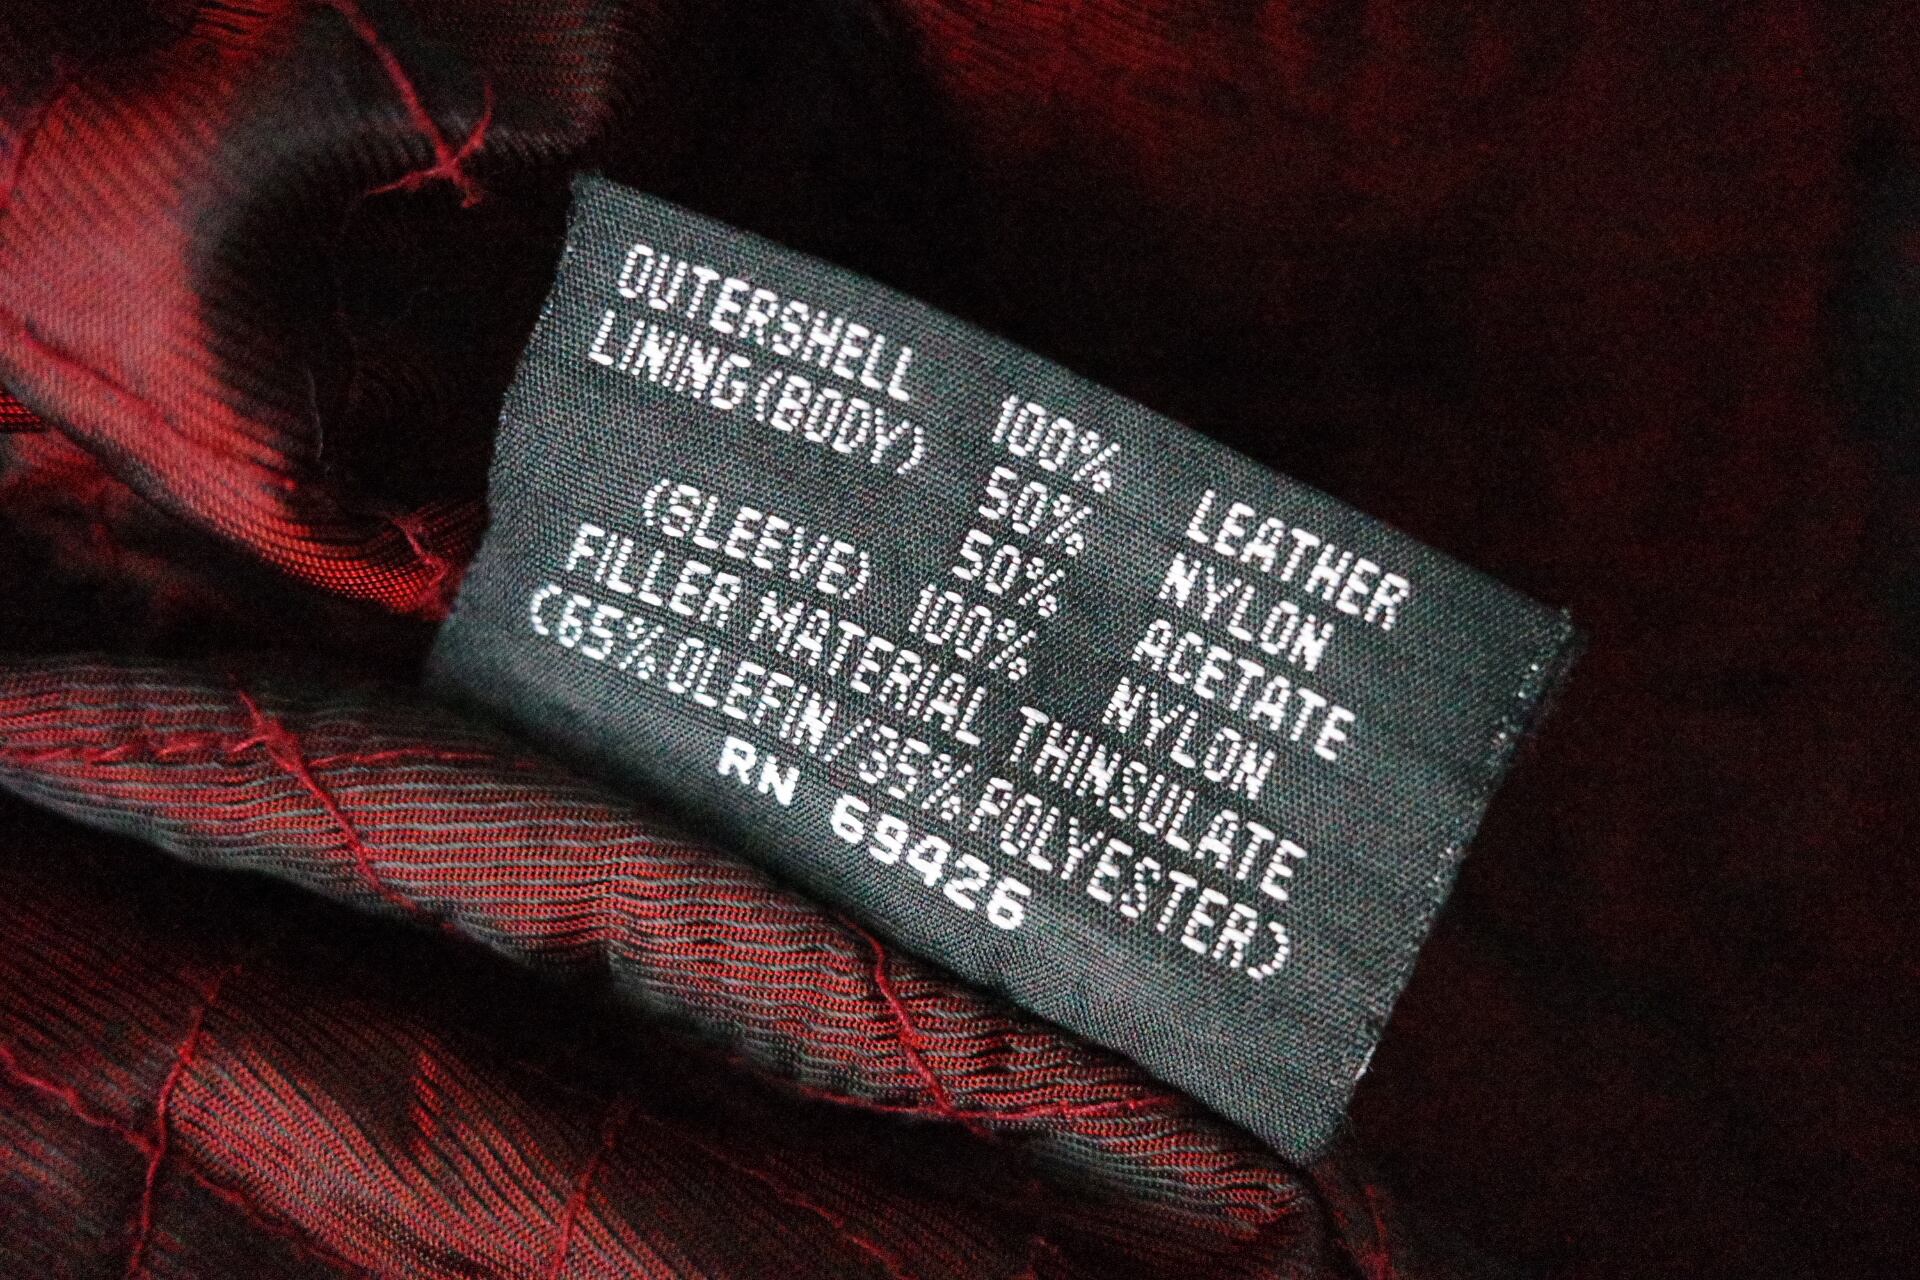 OUTERSHELL 100% LEATHER
LINING(BODY) 50% NYLON
50% ACETATE
(SLEEVE) 100% NYLON
FILLER MATERIAL THINSULATE
(65%OLEFIN/35%POLYESTER)
RN 69426